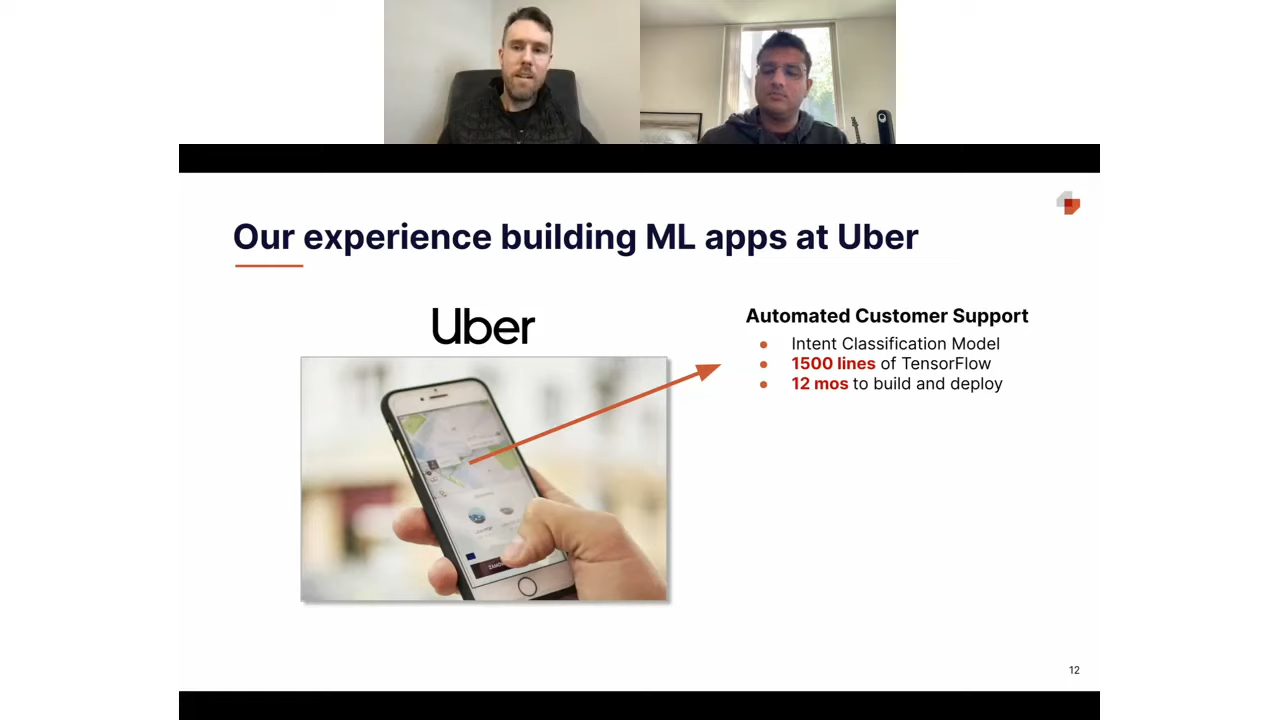 Our experience building ML apps at Uber
Uber
Automated Customer Support
Intent Classification Model
1500 lines of TensorFlow
12 mos to build and deploy
12